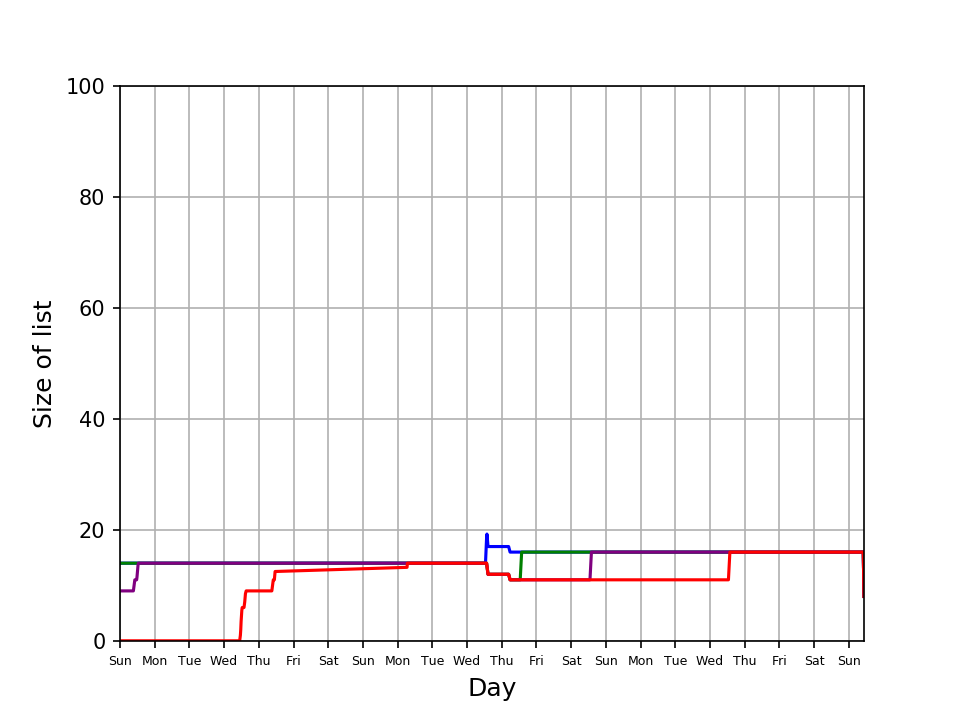 100
80
60
40
20
0
Size of list
Sun Mon Tue Wed Thu Fri Sat Sun Mon Tue Wed Thu Fri Sat Sun Mon Tue Wed Thu Fri Sat Sun
Day